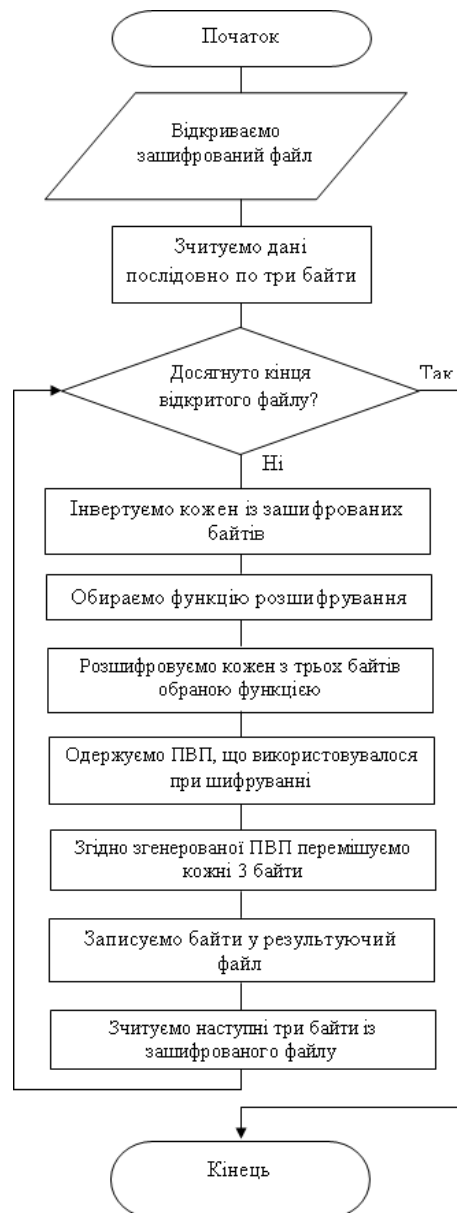 Початок
Відкриваємо
зашифрований файл
Зчитуємо дані
послідовно по три байти
Досягнуто кінця
відкритого файлу?
Так
Ні
Інвертуємо кожен із зашифрованих
байтів
Обираємо функцію розшифрування
Розшифровуємо кожен з трьох байтів
обраною функцією
Одержуємо ПВП, що використовувалося
при шифруванні
Згідно згенерованої ПВП перемішуємо
кожні 3 байти
Записуємо байти у результуючий
файл
Зчитуємо наступні три байти із
зашифрованого файлу
Кінець